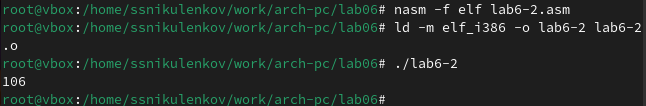 root@vbox:/home/ssnikulenkov/work/arch-pc/lab06# nasm -f elf lab6-2.asm
root@vbox:/home/ssnikulenkov/work/arch-pc/lab06# ld -m elf_i386 -o lab6-2 lab6-2
.o
root@vbox:/home/ssnikulenkov/work/arch-pc/lab06# ./lab6-2
106
root@vbox:/home/ssnikulenkov/work/arch-pc/lab06#